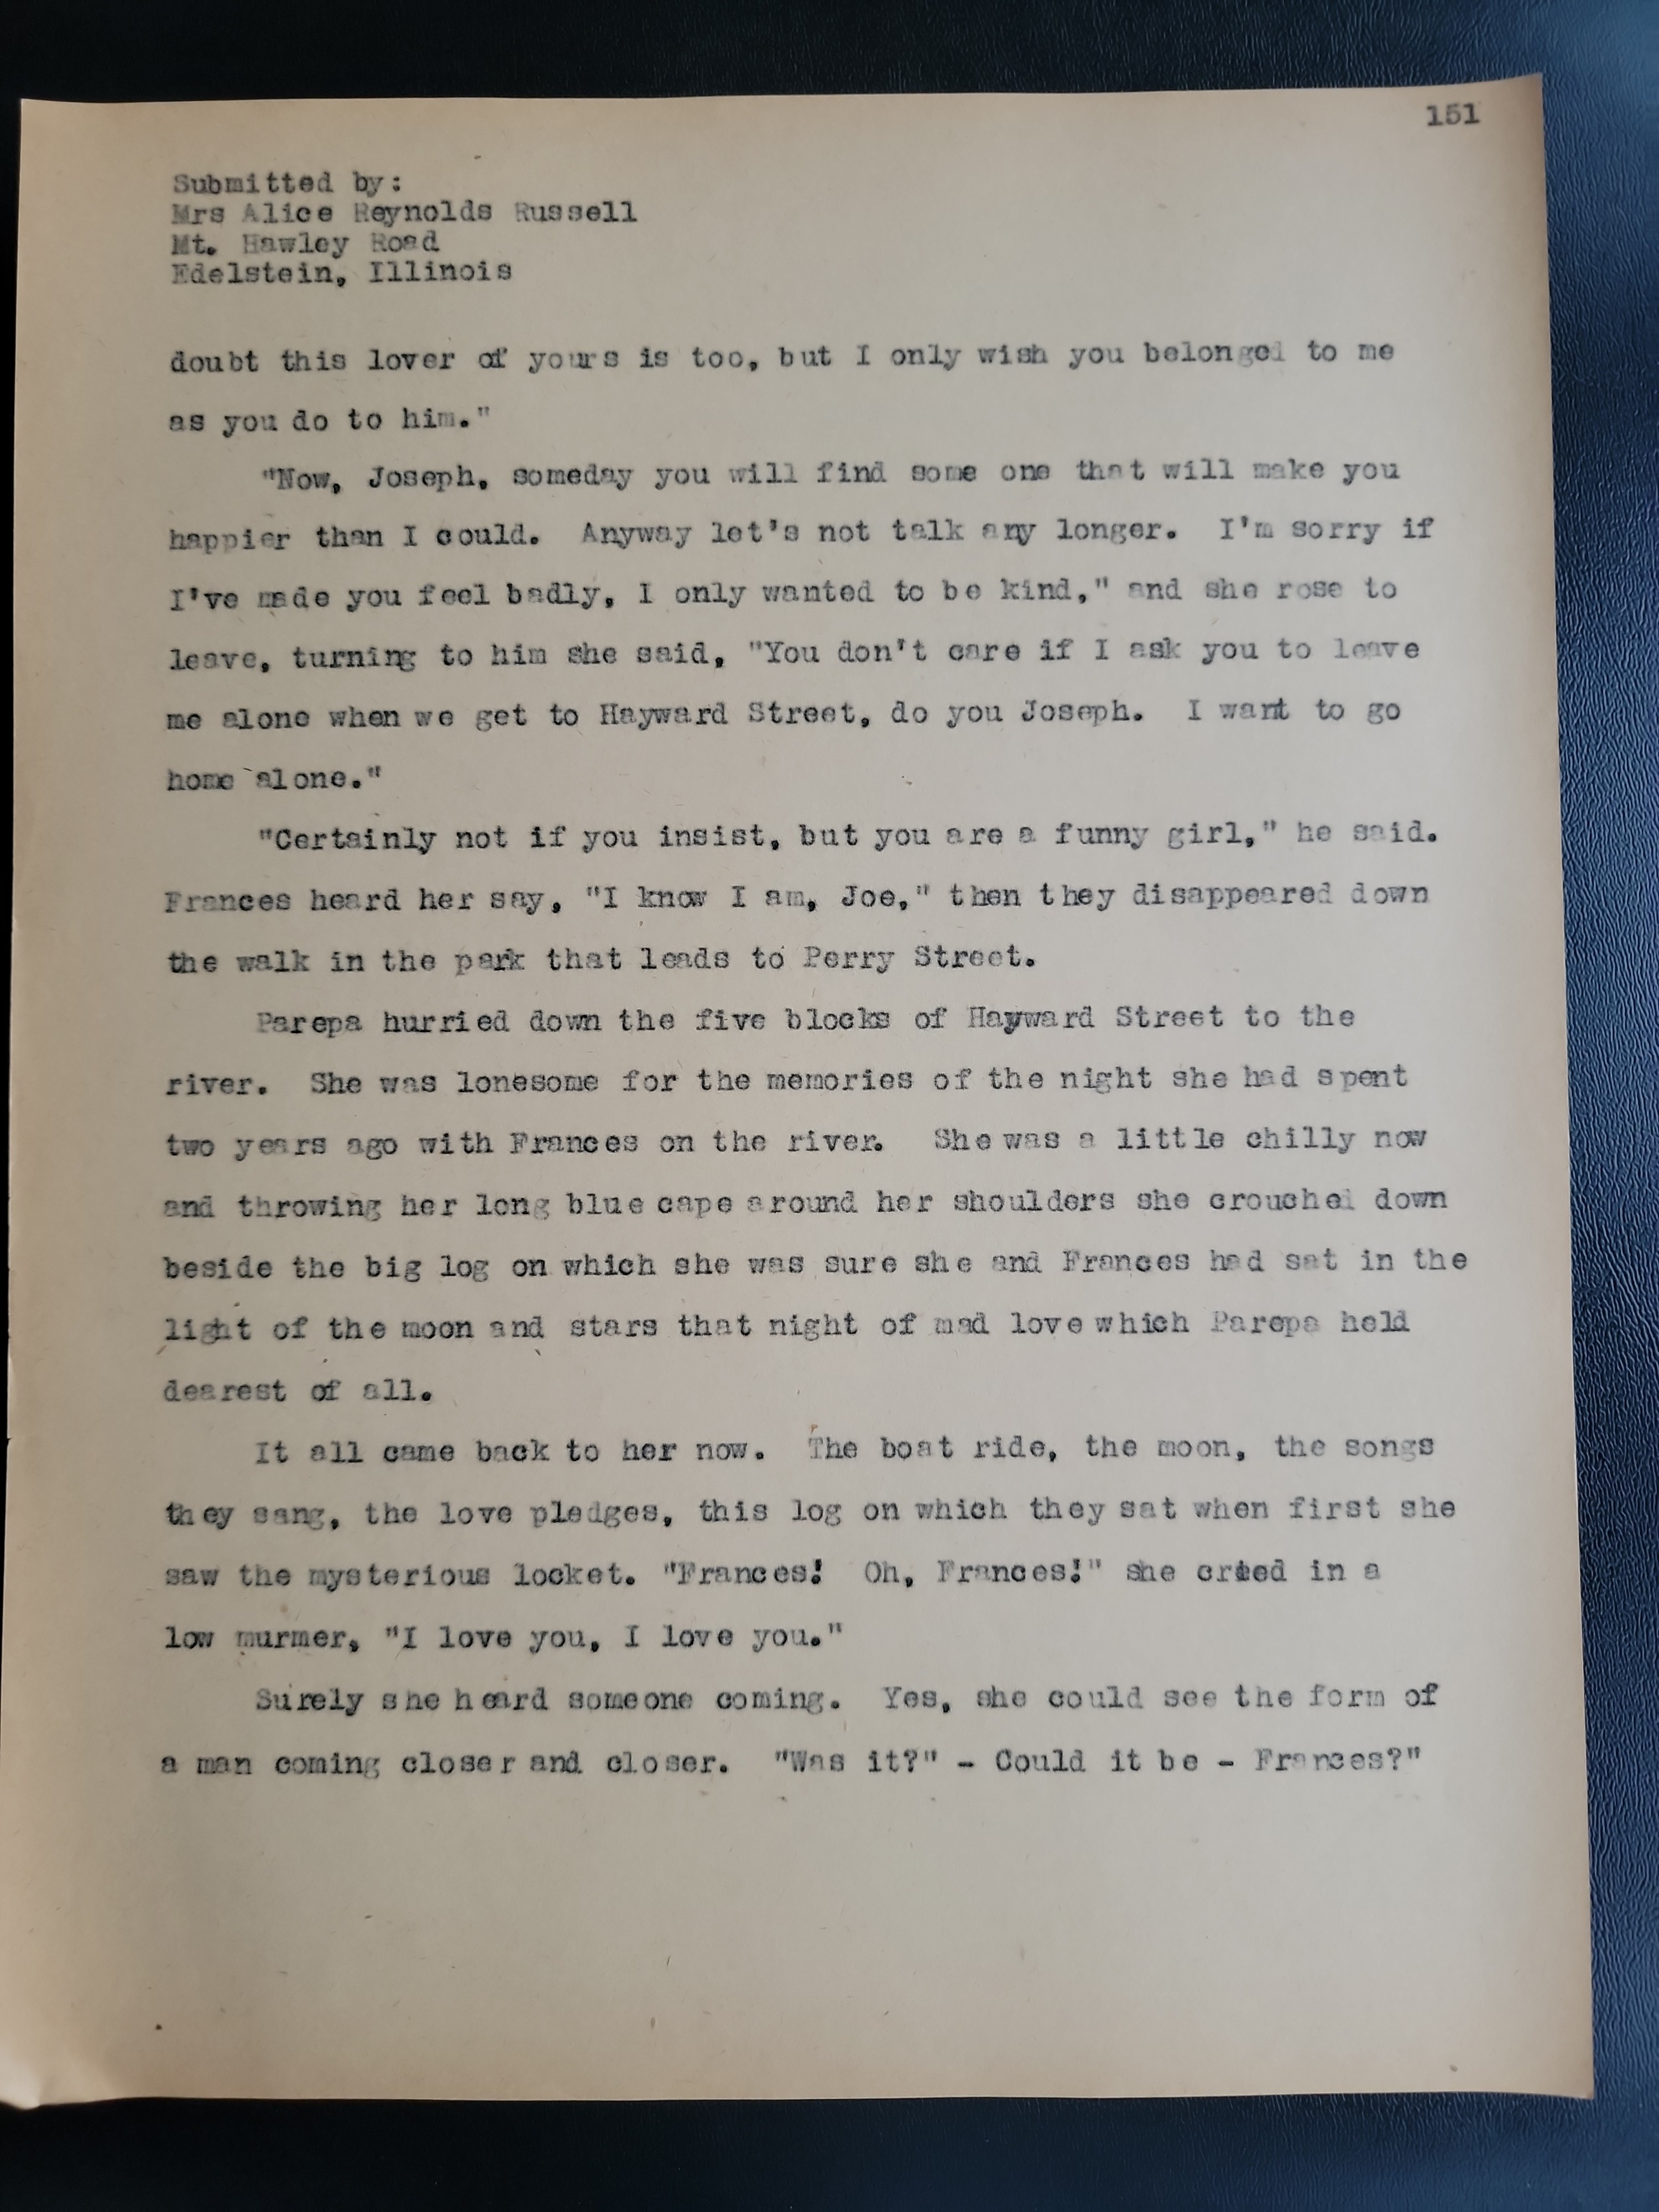 151
Submitted by:
Mrs Alice Reynolds Russell
Mt. Hawley Road
Edelstein, Illinois
doubt this lover of yours is too, but I only wish you belonged to me
as you do to him."
"Now, Joseph, someday you will find some one that will make you
happier than I could. Anyway let's not talk any longer. I'm sorry if
I've made you feel badly, I only wanted to be kind," and she rose to
leave, turning to him she said, "You don't care if I ask you to leave
me alone when we get to Hayward Street, do you Joseph. I want to go
home alone."
"Certainly not if you insist, but you are a funny girl," he said.
Frances heard her say, "I know I am, Joe," then they disappeared down
the walk in the park that leads to Perry Street.
Parepa hurried down the five blocks of Hayward Street to the
river. She was lonesome for the memories of the night she had spent
two years ago with Frances on the river. She was a little chilly now
and throwing her long blue cape around her shoulders she crouched down
beside the big log on which she was sure she and Frances had sat in the
light of the moon and stars that night of mad love which Parepa held
dearest of all.
It all came back to her now. The boat ride, the moon, the songs
they sang, the love pledges, this log on which they sat when first she
saw the mysterious locket. "Frances! Oh, Frances!" she cried in a
low murmer, "I love you, I love you."
Surely she heard someone coming. Yes, she could see the form of
a man coming closer and closer. "Was it?" - Could it be - Frances?"